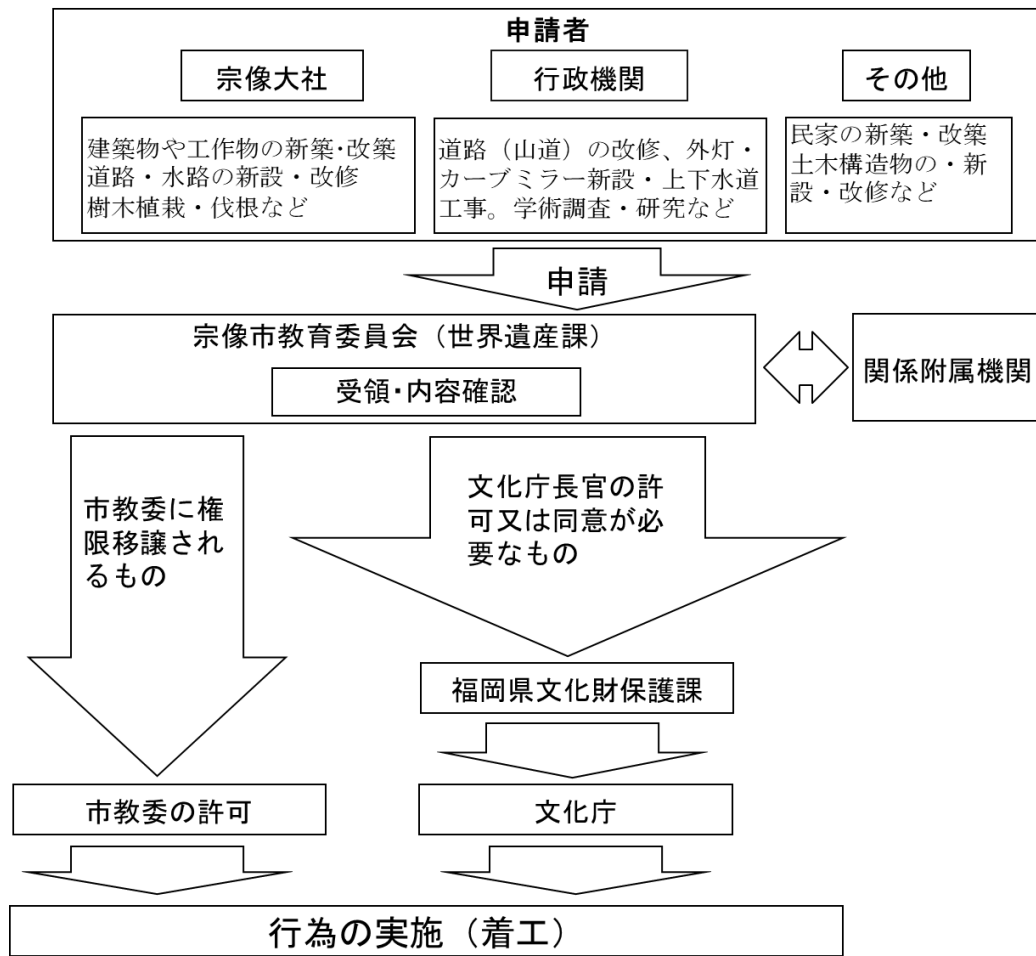 申請者
宗像大社
行政機関
その他
建築物や工作物の新築・改築
道路・水路の新設・改修
樹木植栽・伐根など
道路（山道）の改修、外灯・
カーブミラー新設・上下水道
工事。学術調査・研究など
民家の新築・改築
土木構造物の・新
設・改修など
申請
宗像市教育委員会（世界遺産課）
受領・内容確認
関係附属機関
市教委に権
限移譲され
るもの
文化庁長官の許
可又は同意が必
要なもの
福岡県文化財保護課
市教委の許可
文化庁
行為の実施（着工）